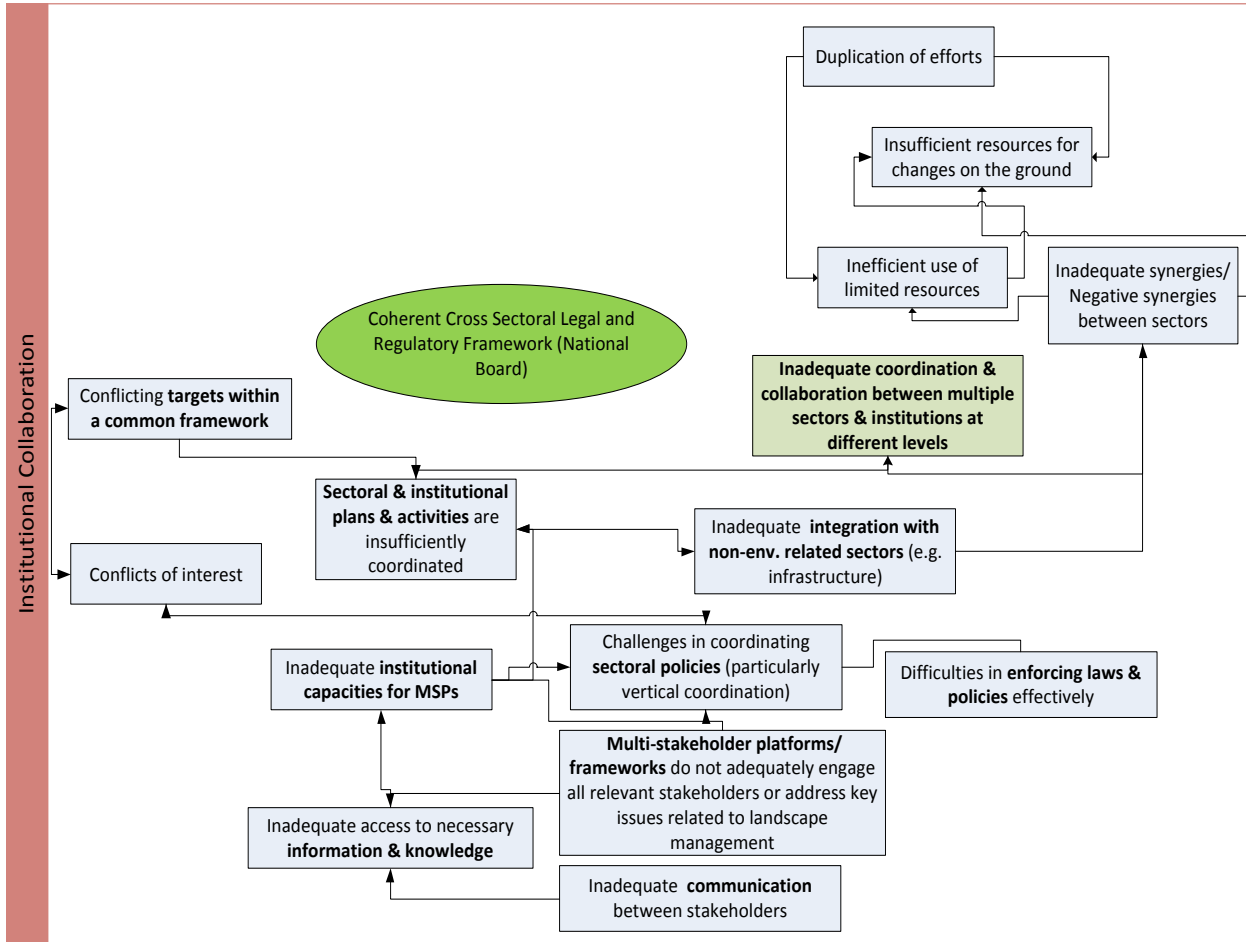 Institutional Collaboration
Duplication of efforts
Insufficient resources for
changes on the ground
Inefficient use of
limited resources
Inadequate synergies/
Negative synergies
between sectors
Coherent Cross Sectoral Legal and
Regulatory Framework (National
Board)
Inadequate coordination &
collaboration between multiple
sectors & institutions at
different levels
Conflicting targets within
a common framework
Sectoral & institutional
plans & activities are
insufficiently
coordinated
Inadequate integration with
non-env. related sectors (e.g.
infrastructure)
Conflicts of interest
Challenges in coordinating
sectoral policies (particularly
vertical coordination)
Inadequate institutional
capacities for MSPs
Difficulties in enforcing laws &
policies effectively
Multi-stakeholder platforms/
frameworks do not adequately engage
all relevant stakeholders or address key
issues related to landscape
management
Inadequate access to necessary
information & knowledge
Inadequate communication
between stakeholders